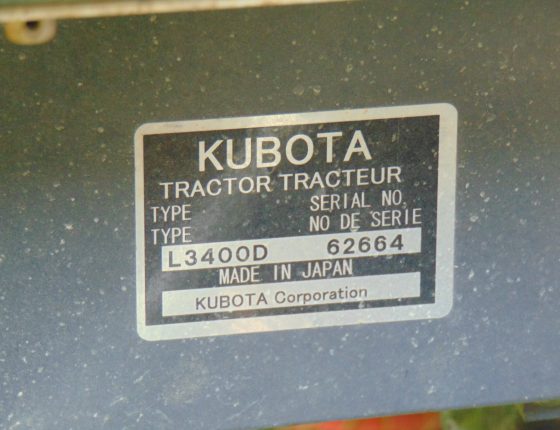 KUBOTA
TRACTOR TRACTEUR
TYPE SERIAL NO.
TYPE NO DE SERIE
L3400D 62664
MADE IN JAPAN
KUBOTA Corporation